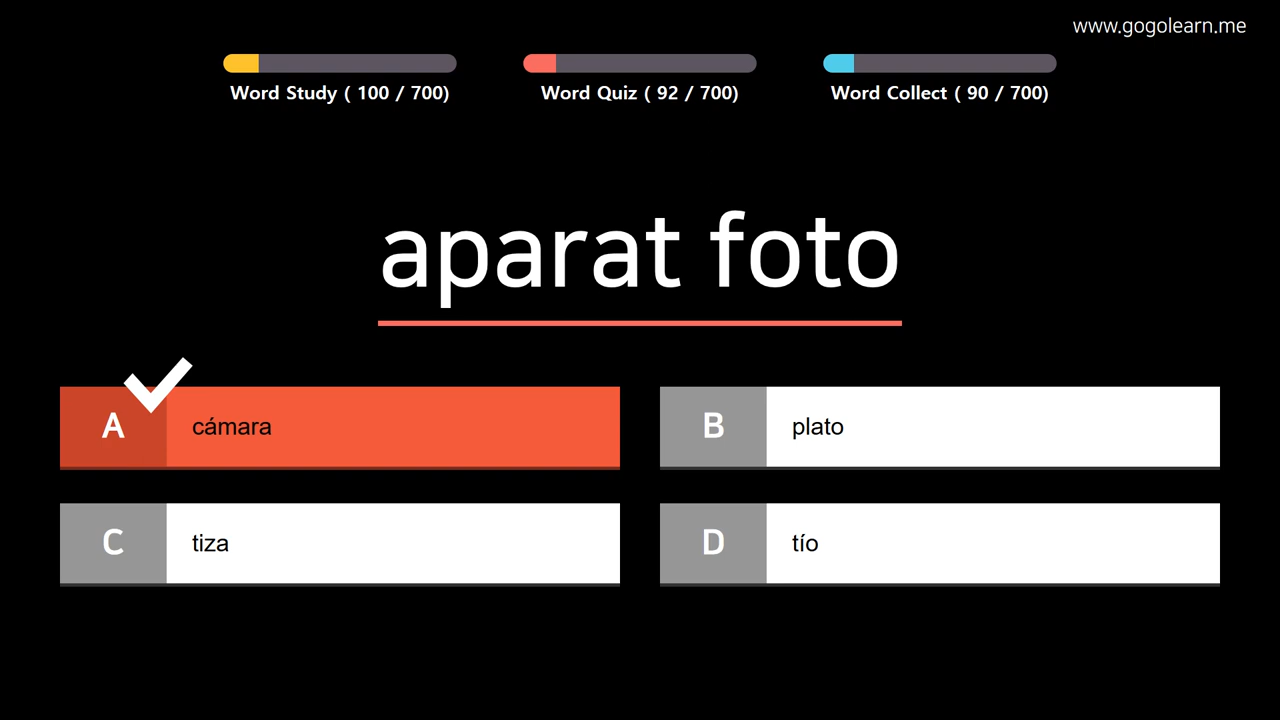 www.gogolearn.me
Word Study ( 100 / 700)
Word Quiz ( 92 / 700)
Word Collect ( 90 / 700)
aparat foto
A cámara
B plato
C tiza
D tío